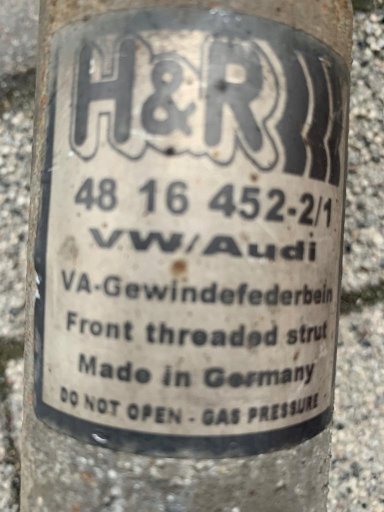 H&R
48 16 452-2/1
VW/Audi
VA-Gewindefederbein
Front threaded strut
Made in Germany
DO NOT OPEN - GAS PRESSURE -